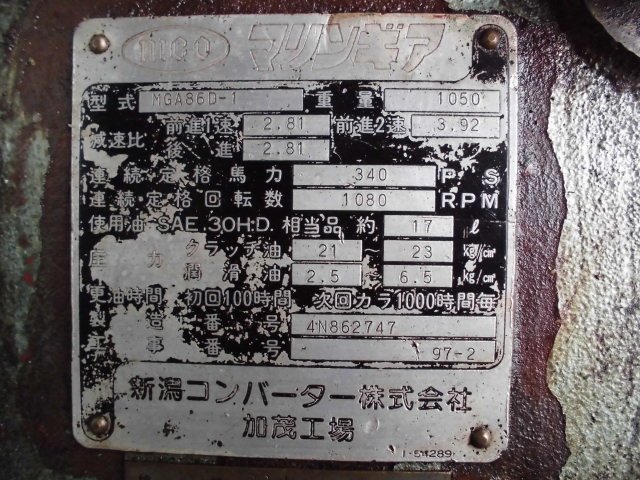 NICO マリンギア
型式 MGA86D-1 重量 1050
減速比 前進1速 2.81 前進2速 3.92
後進 2.81
連続定格馬力 340 PS
連続定格回転数 1080 RPM
使用油 SAE 30H.D. 相当品 約 17 ℓ
圧力 クラッチ油 21 23 kg/cm²
潤滑油 2.5 6.5 kg/cm²
更油時間 初回100時間 次回カラ1000時間毎
製造番号 4N862747
工事番号 97-2
新潟コンバーター株式会社
加茂工場